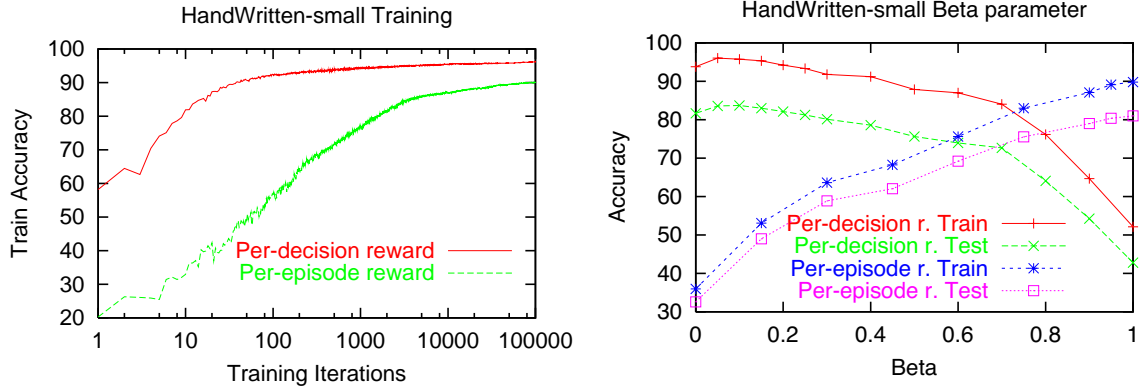 HandWritten-small Training
100
90
80
70
60
50
40
30
20
1
10
100
1000
10000
100000
Train Accuracy
Training Iterations
Per-decision reward
Per-episode reward
HandWritten-small Beta parameter
100
90
80
70
60
50
40
30
0
0.2
0.4
0.6
0.8
1
Accuracy
Beta
Per-decision r. Train
Per-decision r. Test
Per-episode r. Train
Per-episode r. Test